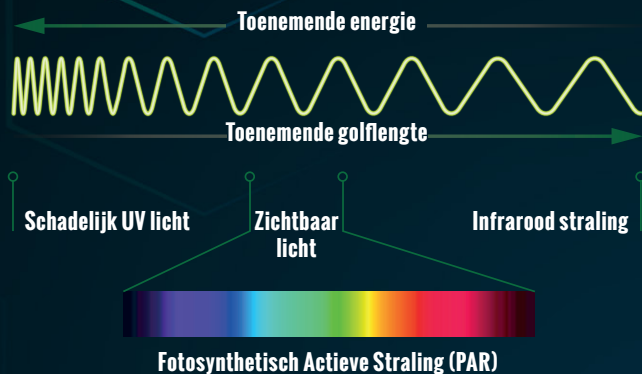 Toenemende energie
Toenemende golflengte
Schadelijk UV licht
Zichtbaar
licht
Infrarood straling
Fotosynthetisch Actieve Straling (PAR)